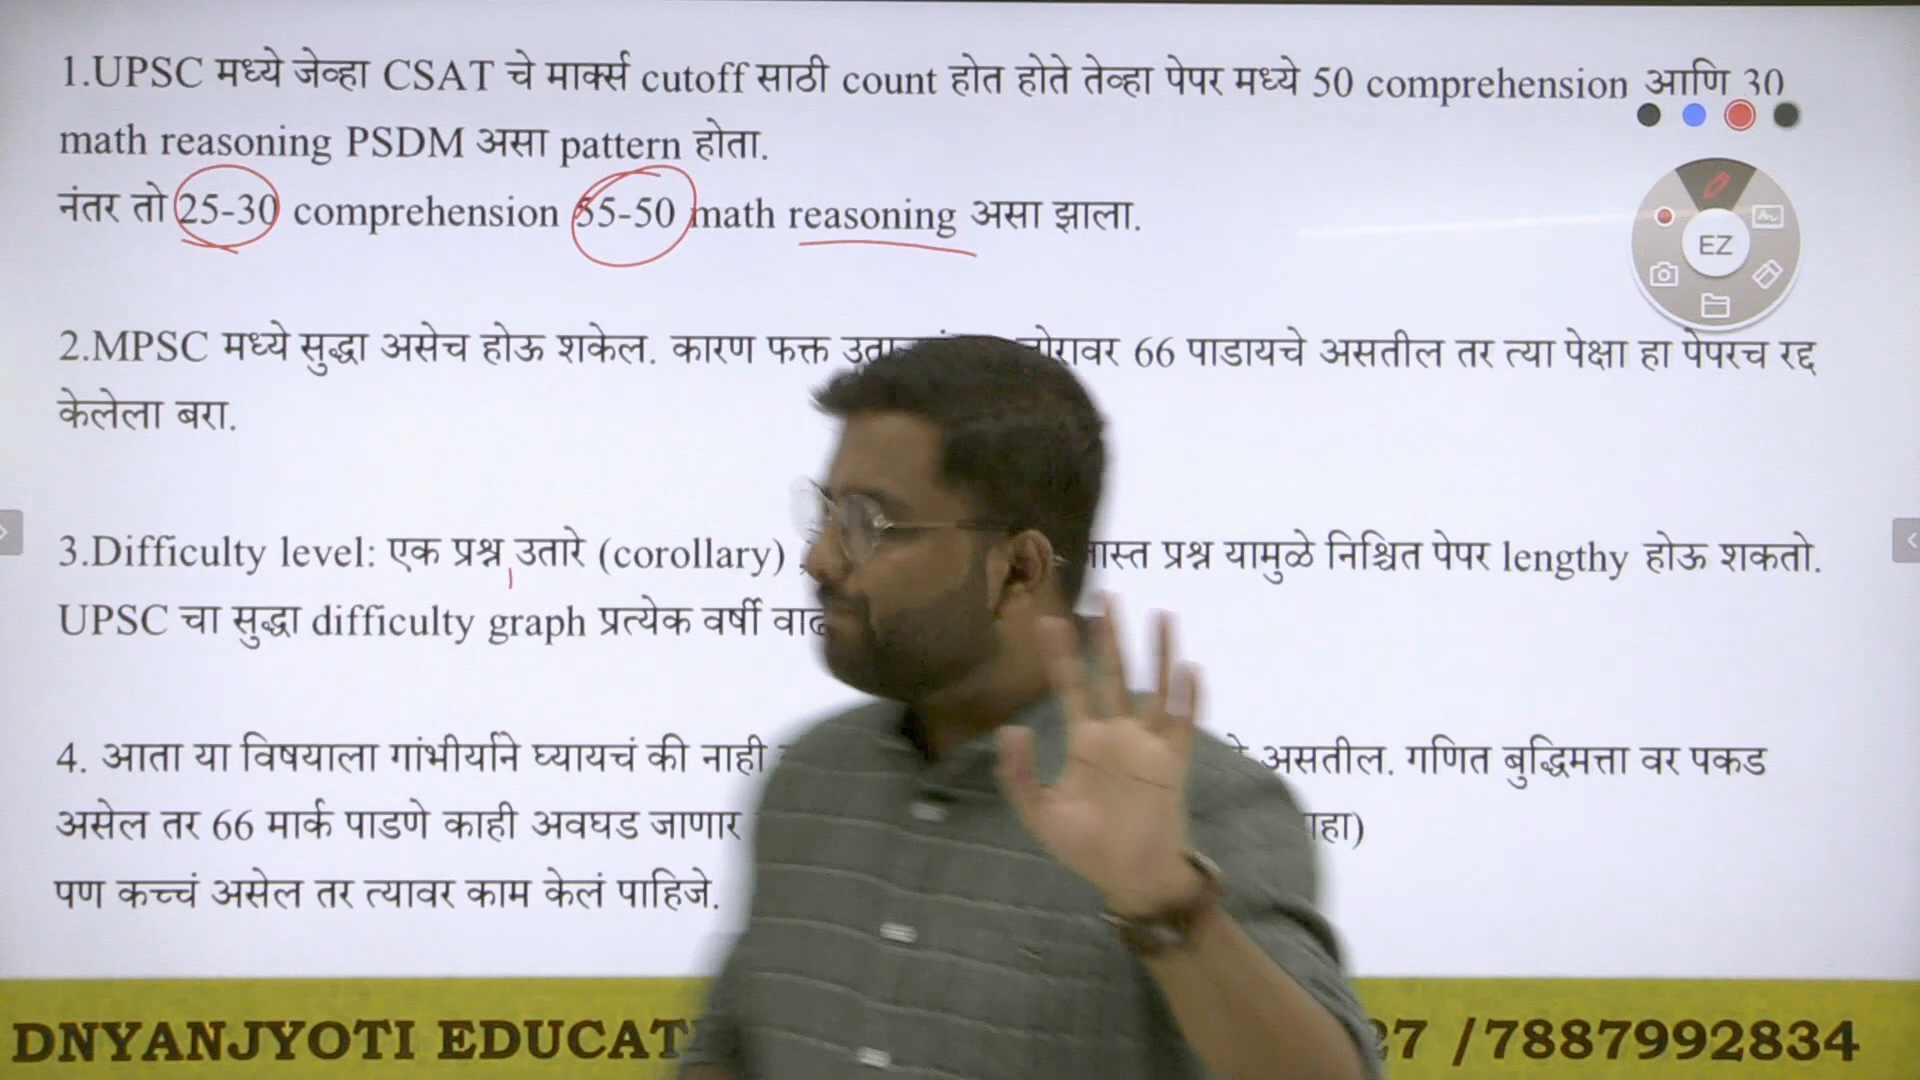 1.UPSC मध्ये जेव्हा CSAT चे मार्क्स cutoff साठी count होत होते तेव्हा पेपर मध्ये 50 comprehension आणि 30
math reasoning PSDM असा pattern होता.
नंतर तो 25-30 comprehension 55-50 math reasoning असा झाला.
EZ
2.MPSC मध्ये सुद्धा असेच होऊ शकेल. कारण फक्त 66 पाडायचे असतील तर त्या पेक्षा हा पेपरच रद्द
केलेला बरा.
3.Difficulty level: एक प्रश्न उतारे (corollary) प्रश्न यामुळे निश्चित पेपर lengthy होऊ शकतो.
UPSC चा सुद्धा difficulty graph प्रत्येक वर्षी
4. आता या विषयाला गांभीर्याने घ्यायचं की नाही असतील. गणित बुद्धिमत्ता वर पकड
असेल तर 66 मार्क पाडणे काही अवघड जाणार
पण कच्चं असेल तर त्यावर काम केलं पाहिजे.
DNYANJYOTI 27 /7887992834